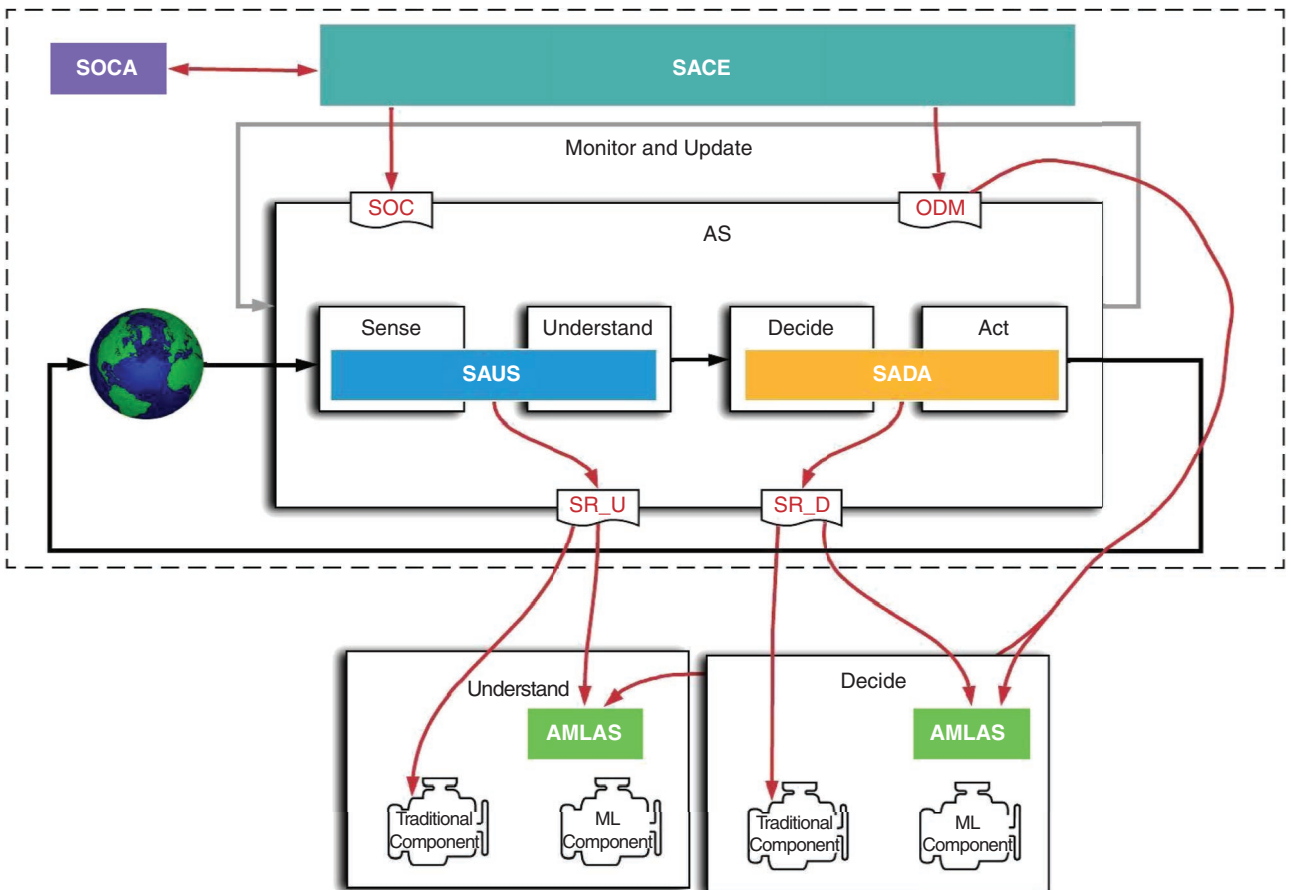 SOCA
SACE
Monitor and Update
SOC
ODM
AS
Sense
Understand
Decide
Act
SAUS
SADA
SR_U
SR_D
Understand
Decide
AMLAS
AMLAS
Traditional
Component
ML
Component
Traditional
Component
ML
Component